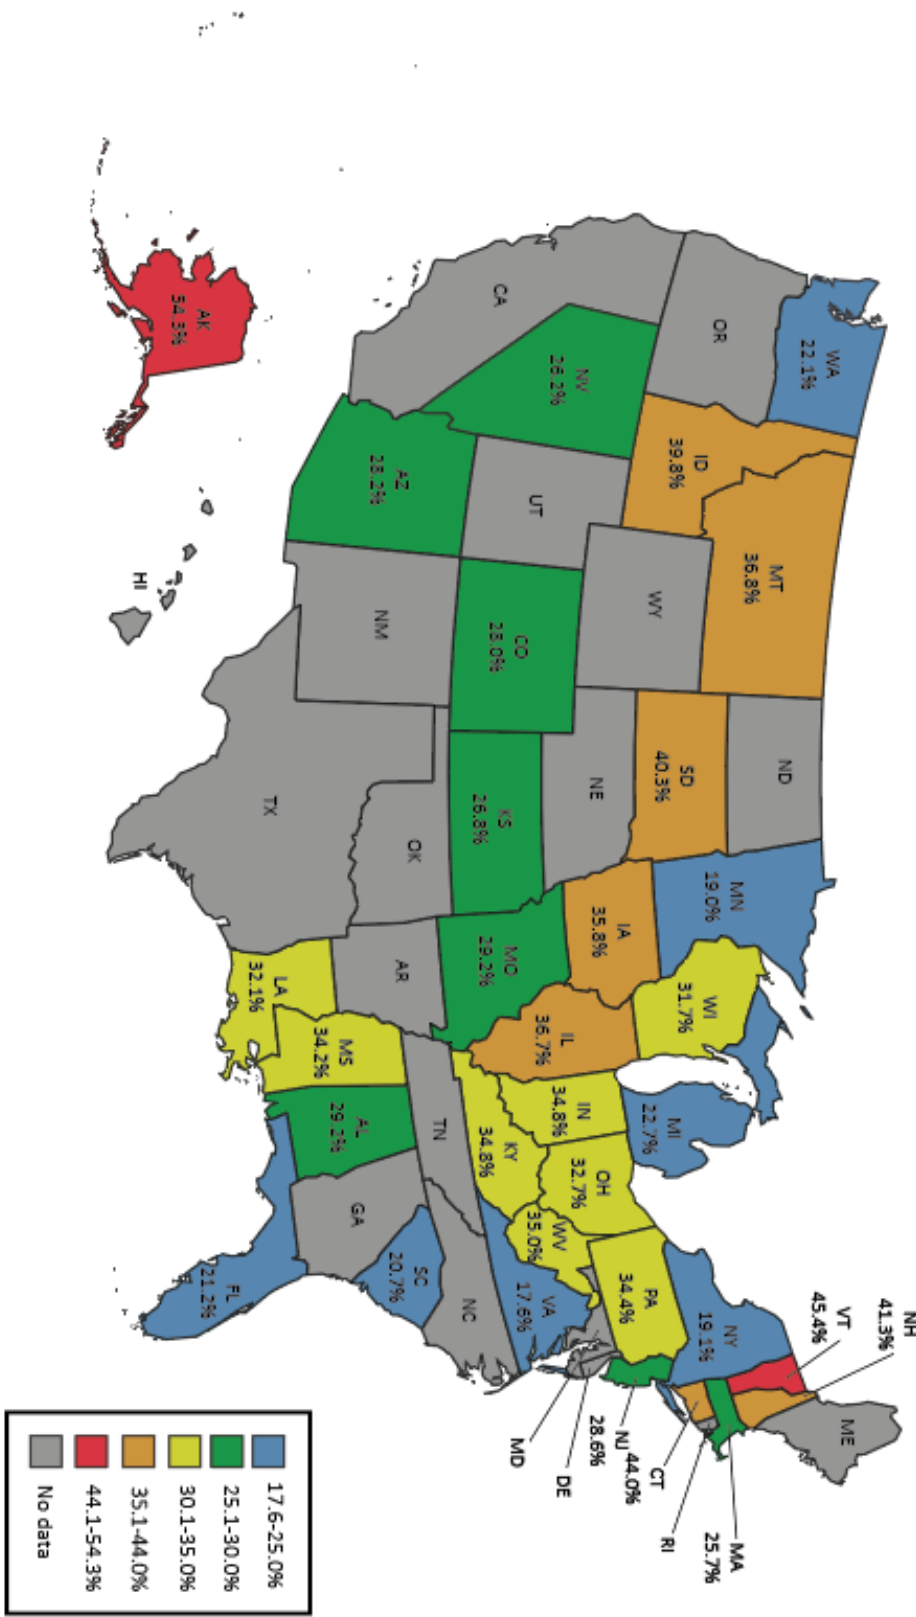 WA
22.1%
OR
CA
NV
26.2%
ID
39.8%
MT
36.8%
WY
UT
AZ
28.2%
CO
28.0%
NM
ND
SD
40.3%
NE
KS
26.8%
OK
TX
MN
19.0%
IA
35.8%
MO
29.2%
AR
LA
32.1%
WI
31.7%
IL
36.7%
MS
34.2%
MI
22.7%
IN
34.8%
OH
32.7%
KY
34.8%
TN
AL
29.2%
GA
FL
21.2%
SC
20.7%
NC
VA
17.6%
WV
35.0%
PA
34.4%
NY
19.1%
VT
45.4%
NH
41.3%
ME
MA
25.7%
RI
CT
44.0%
NJ
28.6%
DE
MD
AK
54.3%
HI
17.6-25.0%
25.1-30.0%
30.1-35.0%
35.1-44.0%
44.1-54.3%
No data